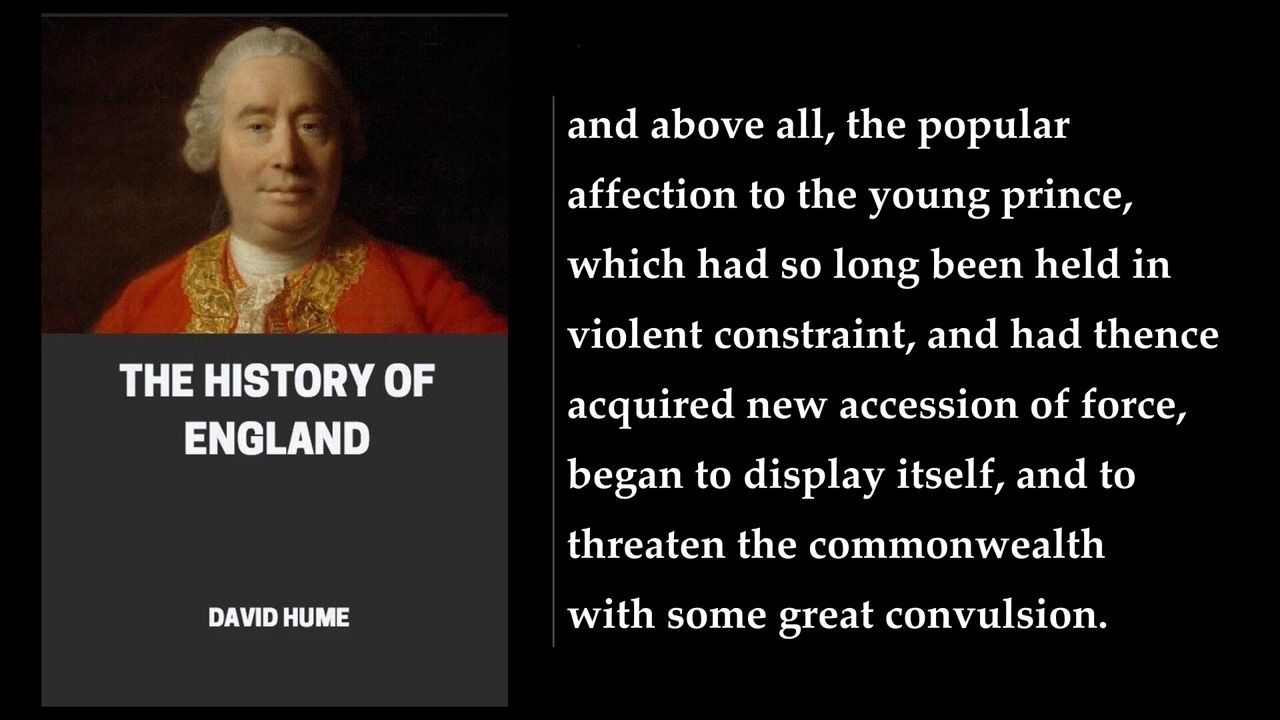 THE HISTORY OF
ENGLAND
DAVID HUME
and above all, the popular
affection to the young prince,
which had so long been held in
violent constraint, and had thence
acquired new accession of force,
began to display itself, and to
threaten the commonwealth
with some great convulsion.